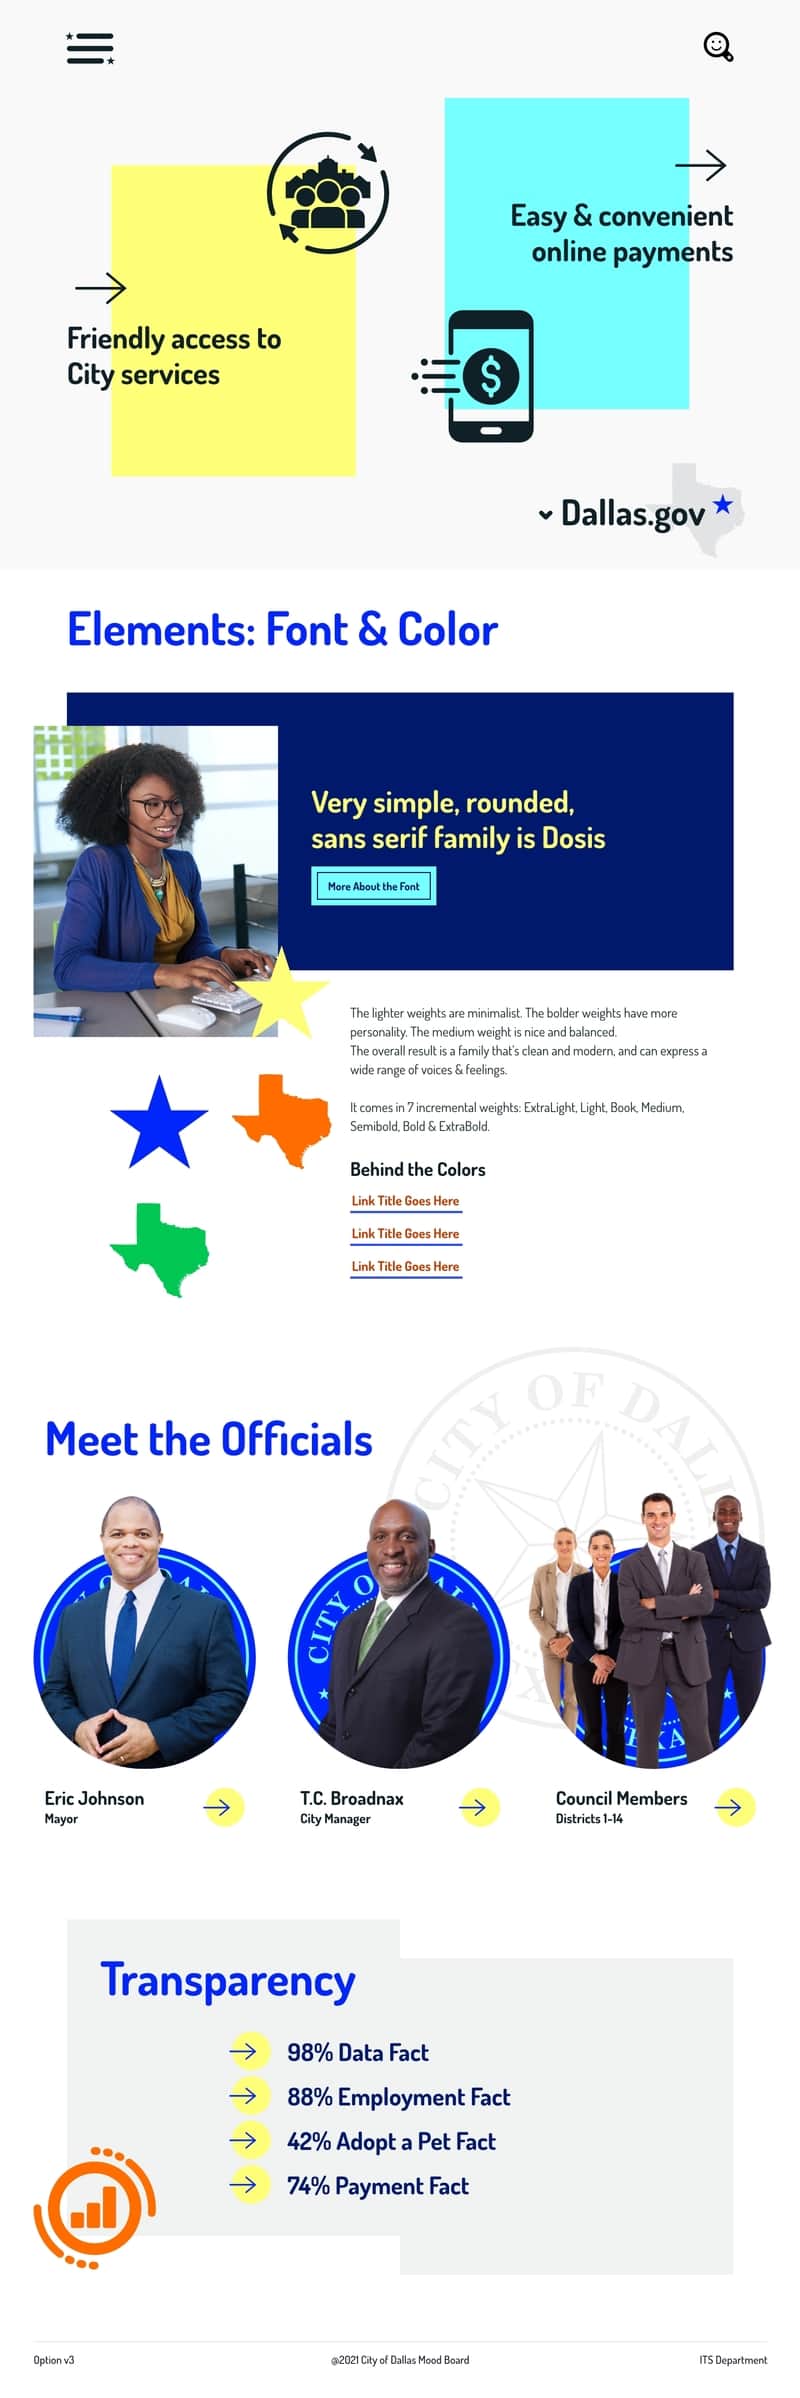 Easy & convenient
online payments
Friendly access to
City services
$
Dallas.gov
Elements: Font & Color
Very simple, rounded,
sans serif family is Dosis
More About the Font
The lighter weights are minimalist. The bolder weights have more
personality. The medium weight is nice and balanced.
The overall result is a family that's clean and modern, and can express a
wide range of voices & feelings.
It comes in 7 incremental weights: ExtraLight, Light, Book, Medium,
Semibold, Bold & ExtraBold.
Behind the Colors
Link Title Goes Here
Link Title Goes Here
Link Title Goes Here
CITY OF DALL
Meet the Officials
CITY O
AL
EXA
Eric Johnson
Mayor
T.C. Broadnax
City Manager
Council Members
Districts 1-14
Transparency
98% Data Fact
88% Employment Fact
42% Adopt a Pet Fact
74% Payment Fact
Option v3
@2021 City of Dallas Mood Board
ITS Department